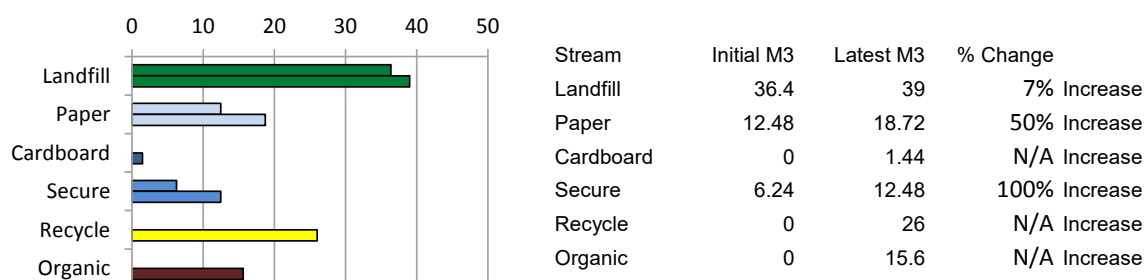 0 10 20 30 40 50
Landfill
Paper
Cardboard
Secure
Recycle
Organic
Stream Initial M3 Latest M3 % Change
Landfill 36.4 39 7% Increase
Paper 12.48 18.72 50% Increase
Cardboard 0 1.44 N/A Increase
Secure 6.24 12.48 100% Increase
Recycle 0 26 N/A Increase
Organic 0 15.6 N/A Increase